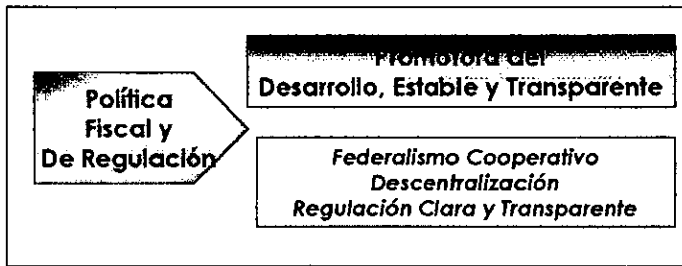 Política
Fiscal y
De Regulación
Promotora del
Desarrollo, Estable y Transparente
Federalismo Cooperativo
Descentralización
Regulación Clara y Transparente